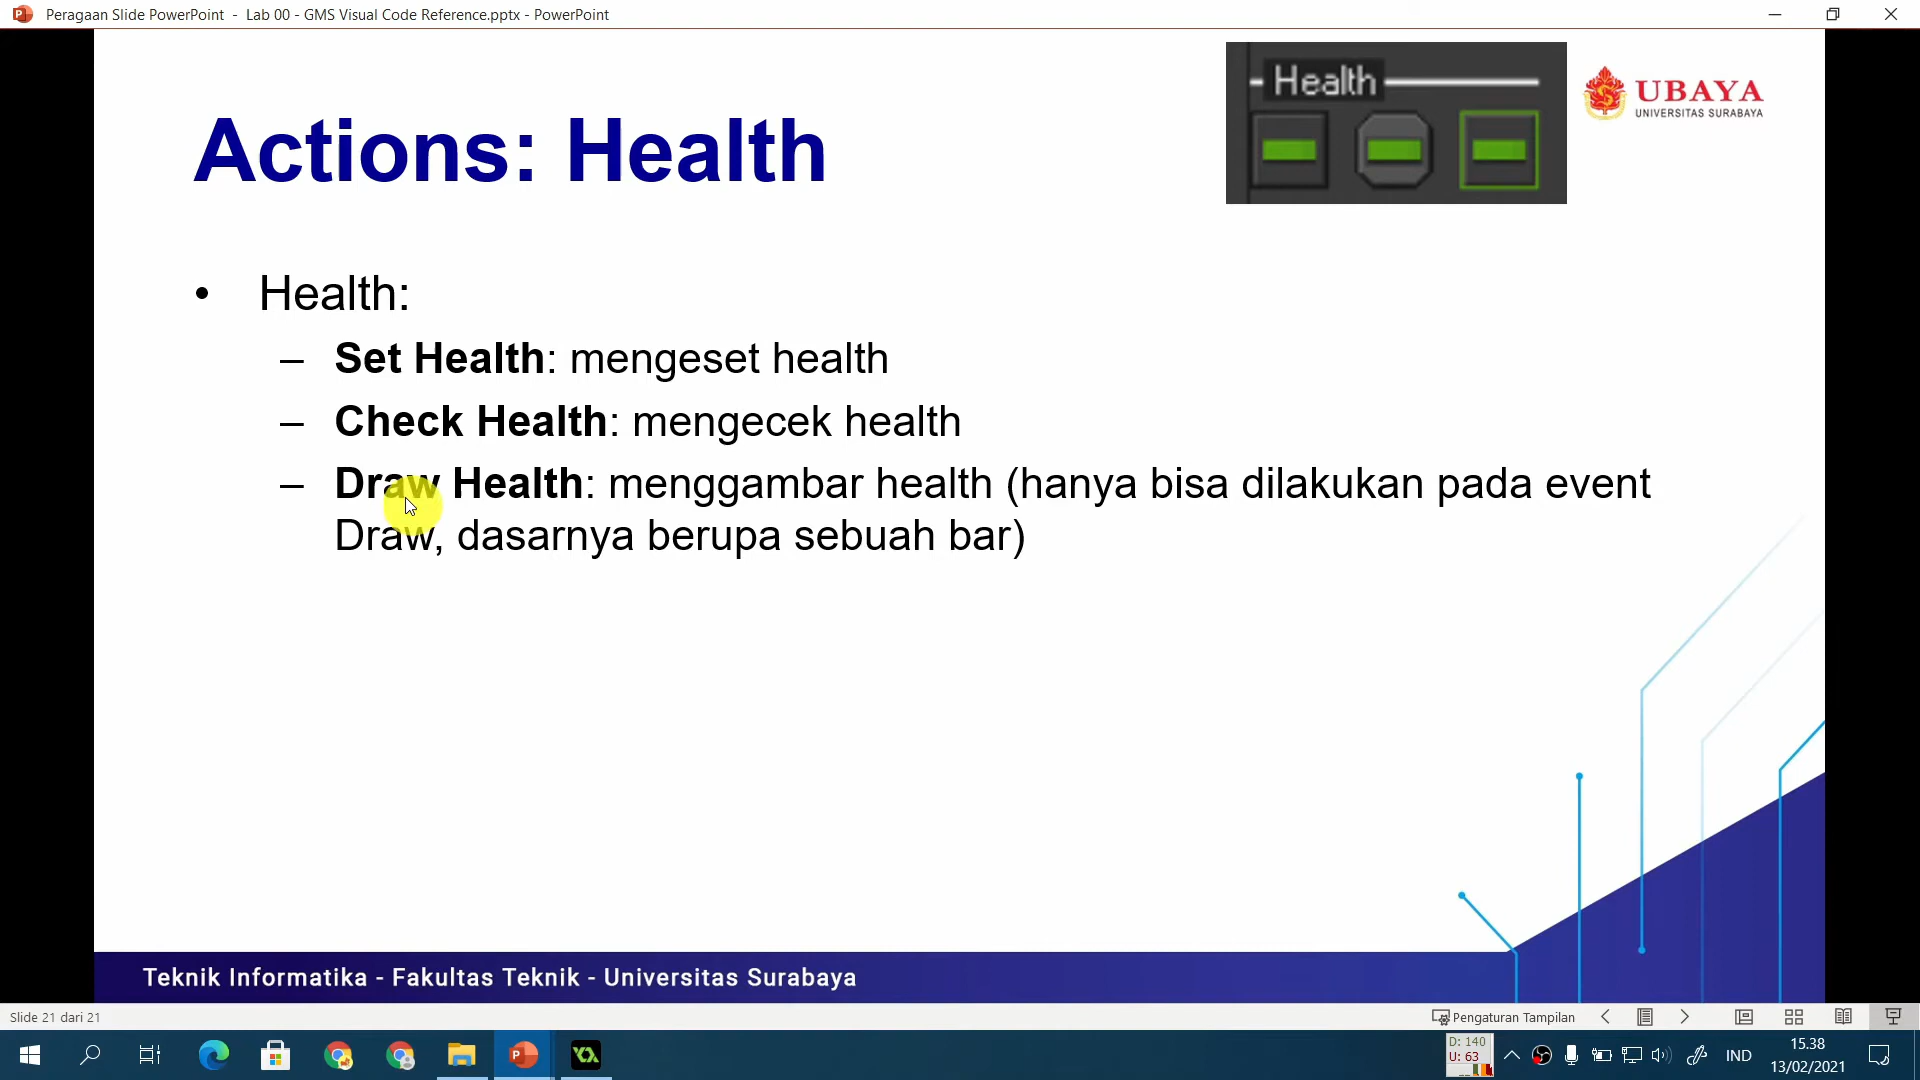 Peragaan Slide PowerPoint - Lab 00 - GMS Visual Code Reference.pptx - PowerPoint
Health
UBAYA
UNIVERSITAS SURABAYA
Actions: Health
• Health:
– Set Health: mengeset health
– Check Health: mengecek health
– Draw Health: menggambar health (hanya bisa dilakukan pada event
Draw, dasarnya berupa sebuah bar)
Teknik Informatika - Fakultas Teknik - Universitas Surabaya
Slide 21 dari 21
Pengaturan Tampilan
D: 140
U: 63
IND
15.38
13/02/2021